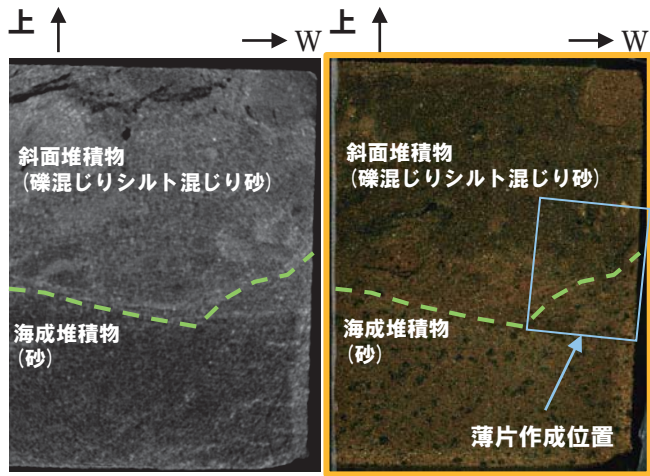 上
W
斜面堆積物
(礫混じりシルト混じり砂)
海成堆積物
(砂)
上
W
斜面堆積物
(礫混じりシルト混じり砂)
海成堆積物
(砂)
薄片作成位置